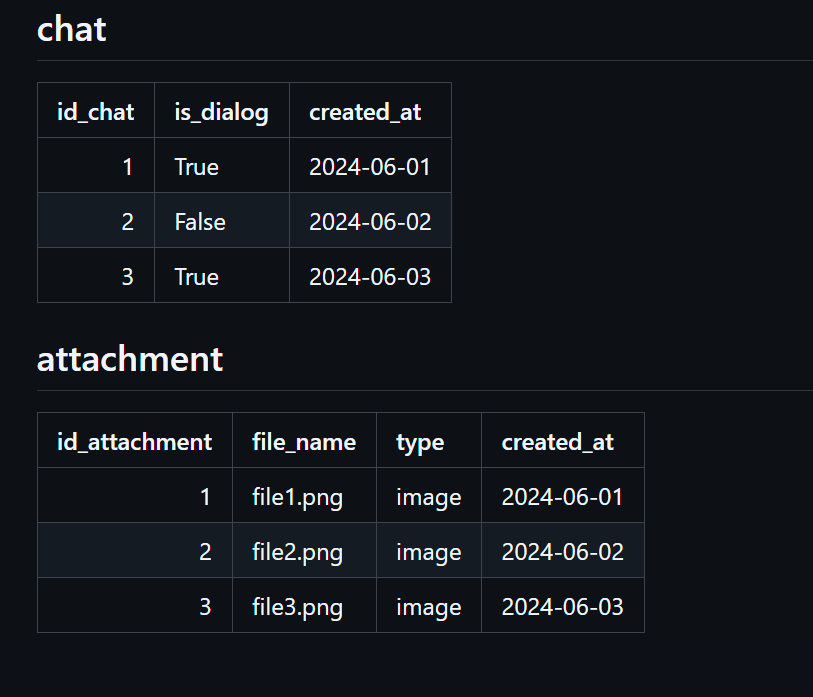 chat
id_chat is_dialog created_at
1 True 2024-06-01
2 False 2024-06-02
3 True 2024-06-03
attachment
id_attachment file_name type created_at
1 file1.png image 2024-06-01
2 file2.png image 2024-06-02
3 file3.png image 2024-06-03